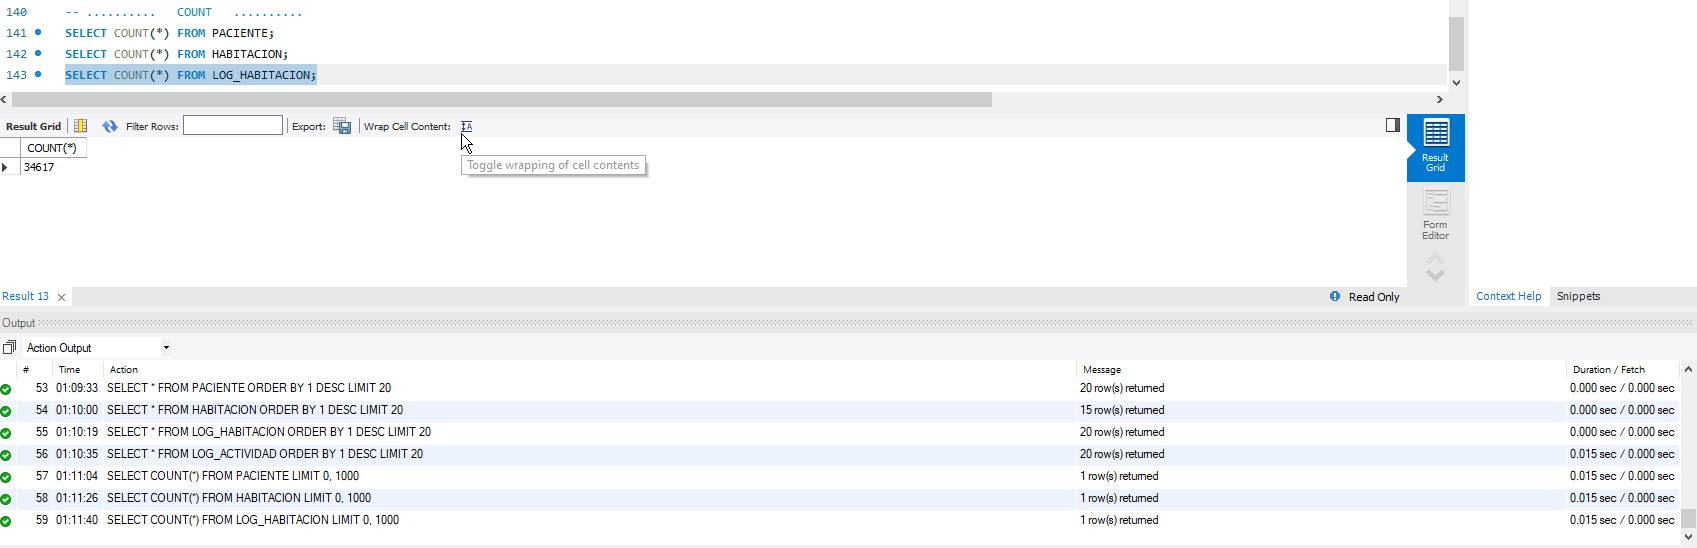 140 -- .......... COUNT ..........
141 SELECT COUNT(*) FROM PACIENTE;
142 SELECT COUNT(*) FROM HABITACION;
143 SELECT COUNT(*) FROM LOG_HABITACION;
Result Grid Filter Rows: Export: Wrap Cell Content:
COUNT(*)
34617
Toggle wrapping of cell contents
Result
Grid
Form
Editor
Result 13 Read Only Context Help Snippets
Output
Action Output
# Time Action Message Duration / Fetch
53 01:09:33 SELECT * FROM PACIENTE ORDER BY 1 DESC LIMIT 20 20 row(s) returned 0.000 sec / 0.000 sec
54 01:10:00 SELECT * FROM HABITACION ORDER BY 1 DESC LIMIT 20 15 row(s) returned 0.000 sec / 0.000 sec
55 01:10:19 SELECT * FROM LOG_HABITACION ORDER BY 1 DESC LIMIT 20 20 row(s) returned 0.000 sec / 0.000 sec
56 01:10:35 SELECT * FROM LOG_ACTIVIDAD ORDER BY 1 DESC LIMIT 20 20 row(s) returned 0.015 sec / 0.000 sec
57 01:11:04 SELECT COUNT(*) FROM PACIENTE LIMIT 0, 1000 1 row(s) returned 0.015 sec / 0.000 sec
58 01:11:26 SELECT COUNT(*) FROM HABITACION LIMIT 0, 1000 1 row(s) returned 0.015 sec / 0.000 sec
59 01:11:40 SELECT COUNT(*) FROM LOG_HABITACION LIMIT 0, 1000 1 row(s) returned 0.015 sec / 0.000 sec